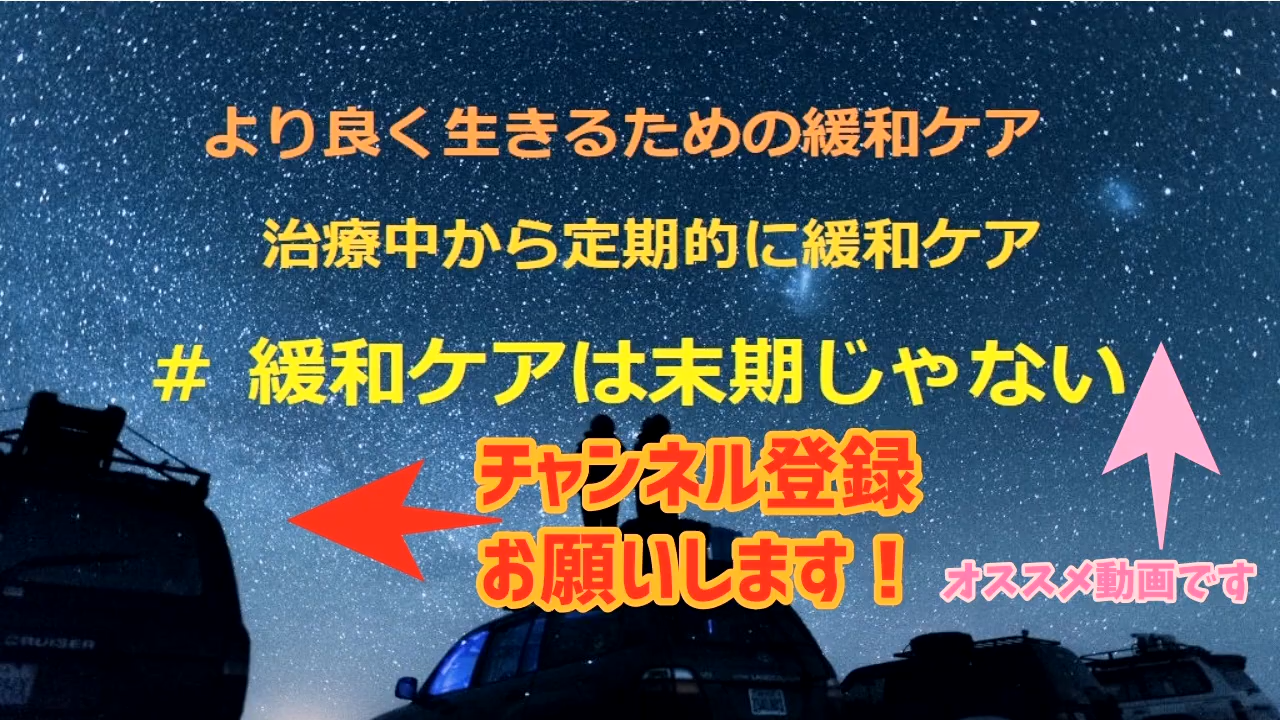 より良く生きるための緩和ケア
治療中から定期的に緩和ケア
# 緩和ケアは末期じゃない
チャンネル登録
お願いします！
オススメ動画です
CRUISER